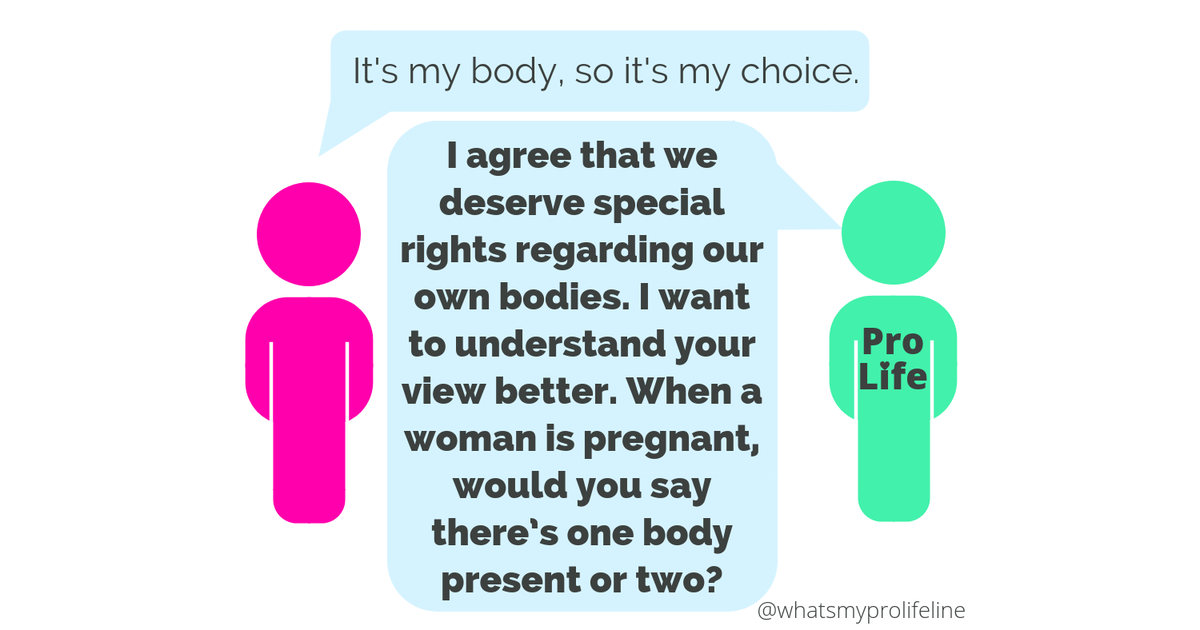 It's my body, so it's my choice.
I agree that we
deserve special
rights regarding our
own bodies. I want
to understand your
view better. When a
woman is pregnant,
would you say
there’s one body
present or two?
Pro
Life
@whatsmyprolifeline